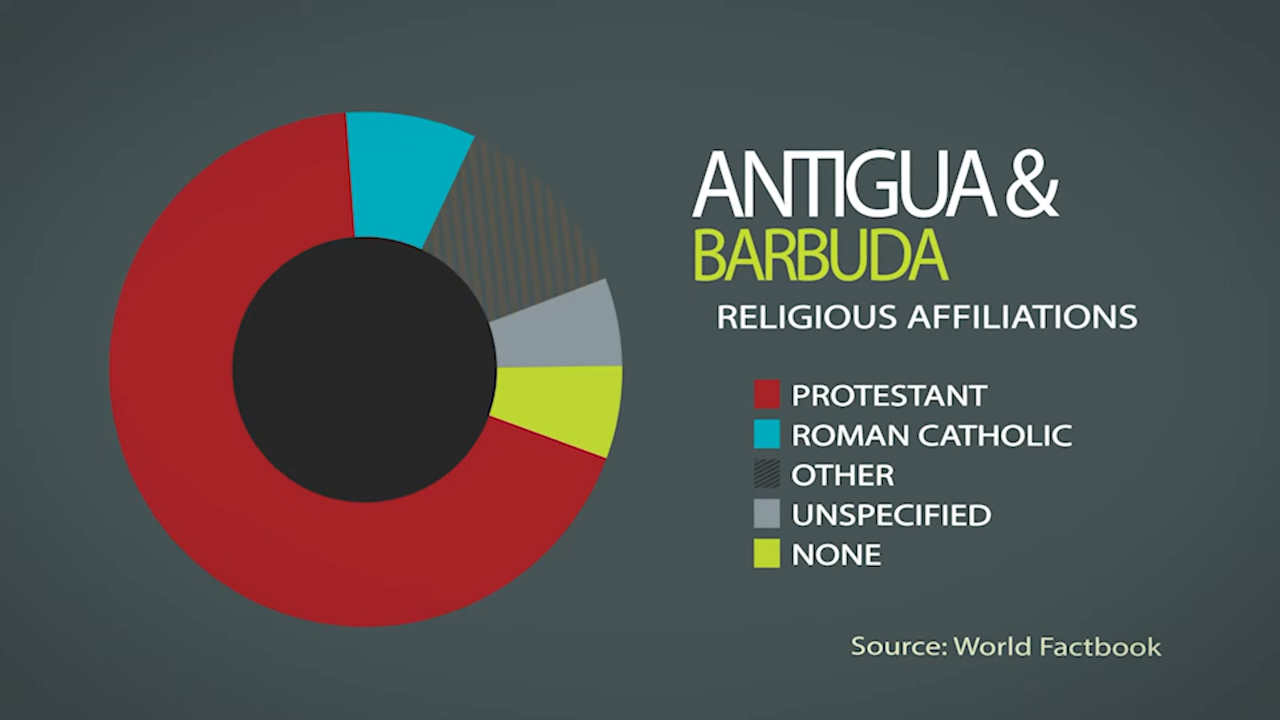 ANTIGUA &
BARBUDA
RELIGIOUS AFFILIATIONS
PROTESTANT
ROMAN CATHOLIC
OTHER
UNSPECIFIED
NONE
Source: World Factbook